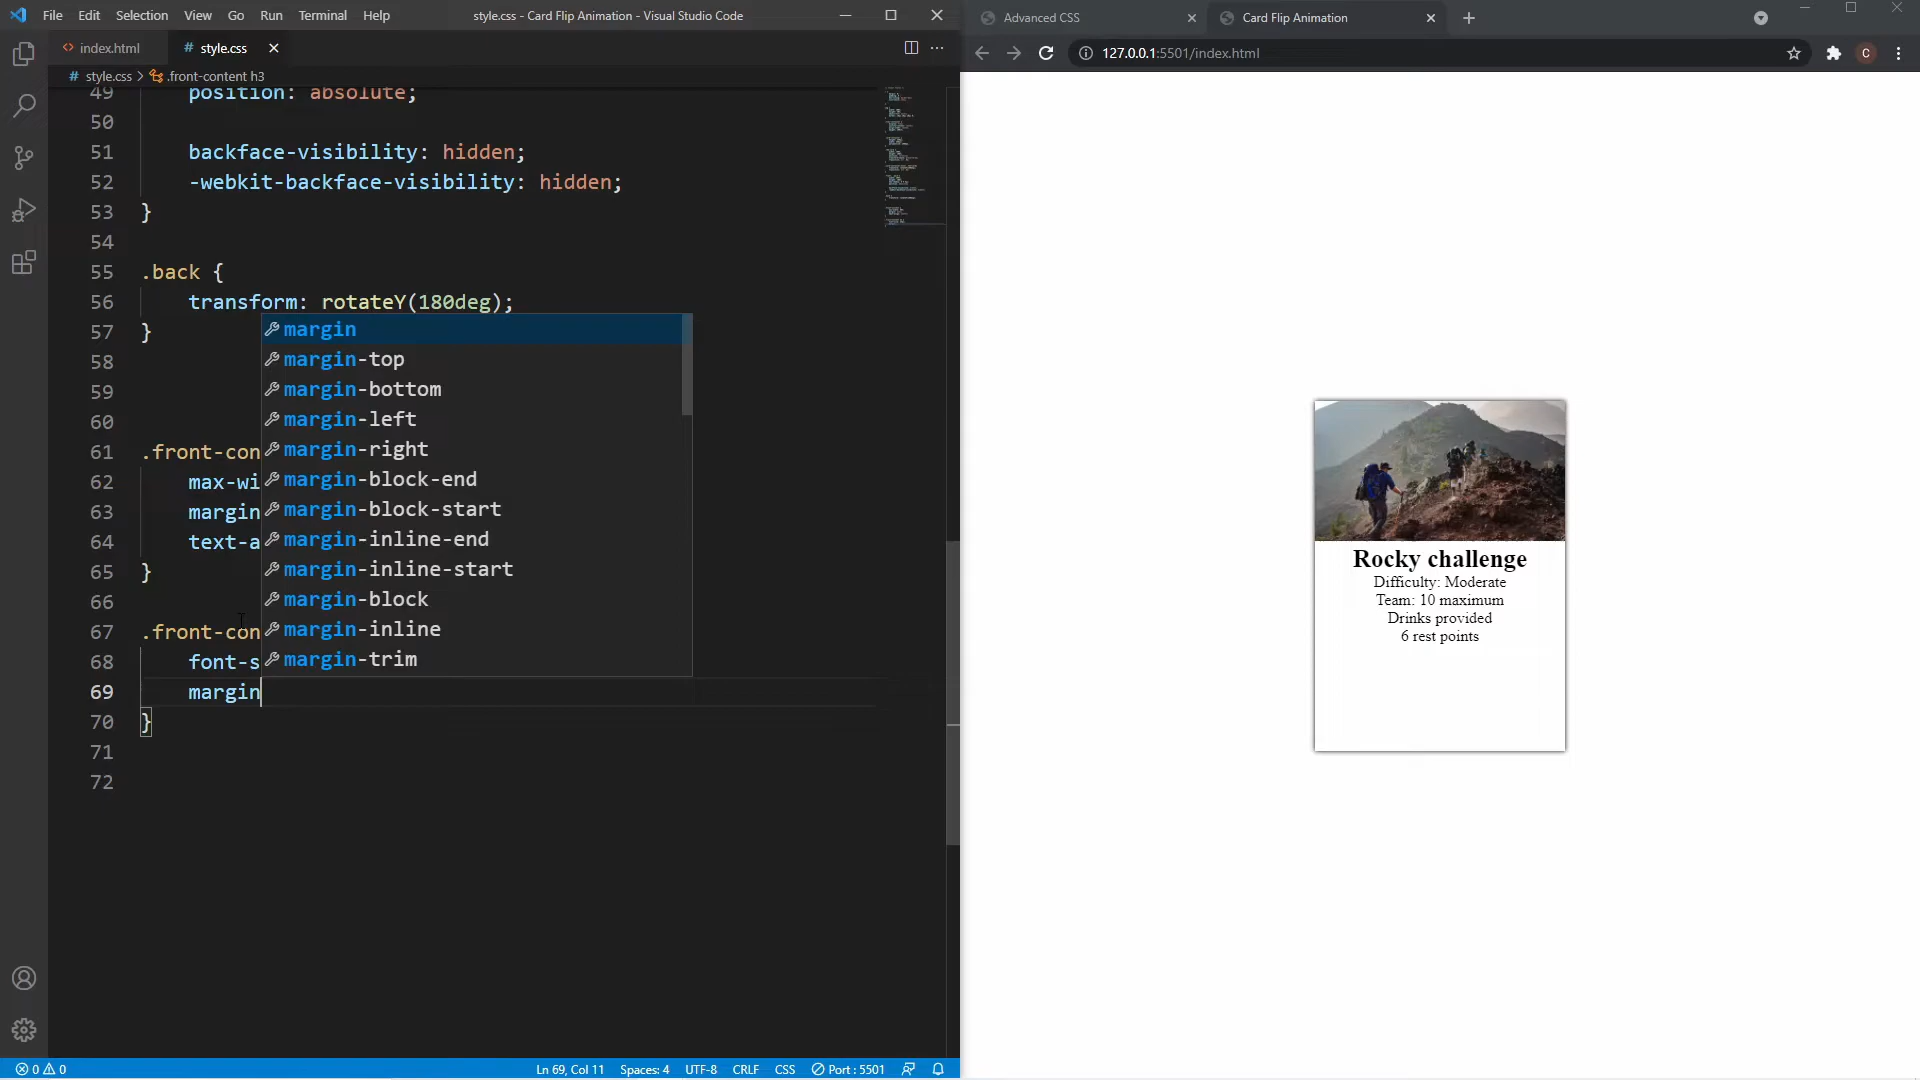 File Edit Selection View Go Run Terminal Help
style.css - Card Flip Animation - Visual Studio Code
index.html
# style.css
# style.css > .front-content h3
49 position: absolute;
50
51 backface-visibility: hidden;
52 -webkit-backface-visibility: hidden;
53 }
54
55 .back {
56 transform: rotateY(180deg);
57 }
58
59
60
61 .front-con
62 max-wi
63 margin
64 text-a
65 }
66
67 .front-con
68 font-s
69 margin
70 }
71
72
margin
margin-top
margin-bottom
margin-left
margin-right
margin-block-end
margin-block-start
margin-inline-end
margin-inline-start
margin-block
margin-inline
margin-trim
0 0
Ln 69, Col 11 Spaces: 4 UTF-8 CRLF CSS Port : 5501
Advanced CSS
Card Flip Animation
127.0.0.1:5501/index.html
C
Rocky challenge
Difficulty: Moderate
Team: 10 maximum
Drinks provided
6 rest points